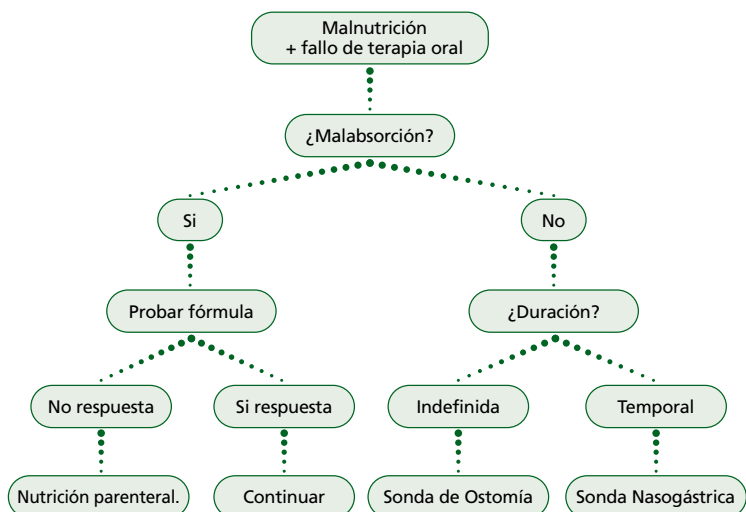 Malnutrición
+ fallo de terapia oral
¿Malabsorción?
Si
No
Probar fórmula
¿Duración?
No respuesta
Si respuesta
Indefinida
Temporal
Nutrición parenteral.
Continuar
Sonda de Ostomía
Sonda Nasogástrica